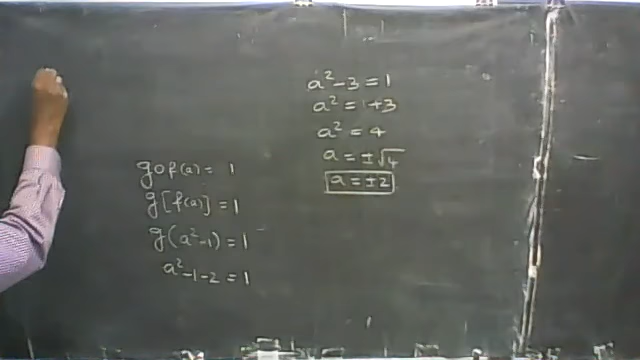 gof(a) = 1
g[f(a)] = 1
g(a²-1) = 1
a²-1-2 = 1
a²-3 = 1
a² = 1+3
a² = 4
a = ±√4
a = ±2